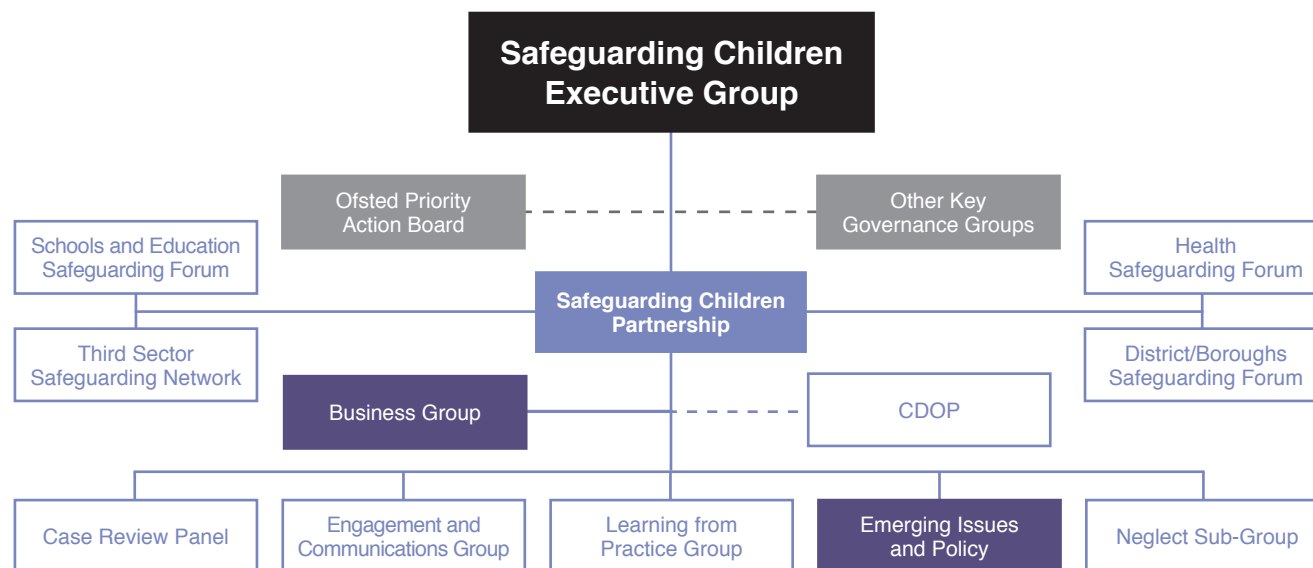 Safeguarding Children
Executive Group
Ofsted Priority
Action Board
Other Key
Governance Groups
Schools and Education
Safeguarding Forum
Health
Safeguarding Forum
Safeguarding Children
Partnership
Third Sector
Safeguarding Network
District/Boroughs
Safeguarding Forum
Business Group
CDOP
Case Review Panel
Engagement and
Communications Group
Learning from
Practice Group
Emerging Issues
and Policy
Neglect Sub-Group